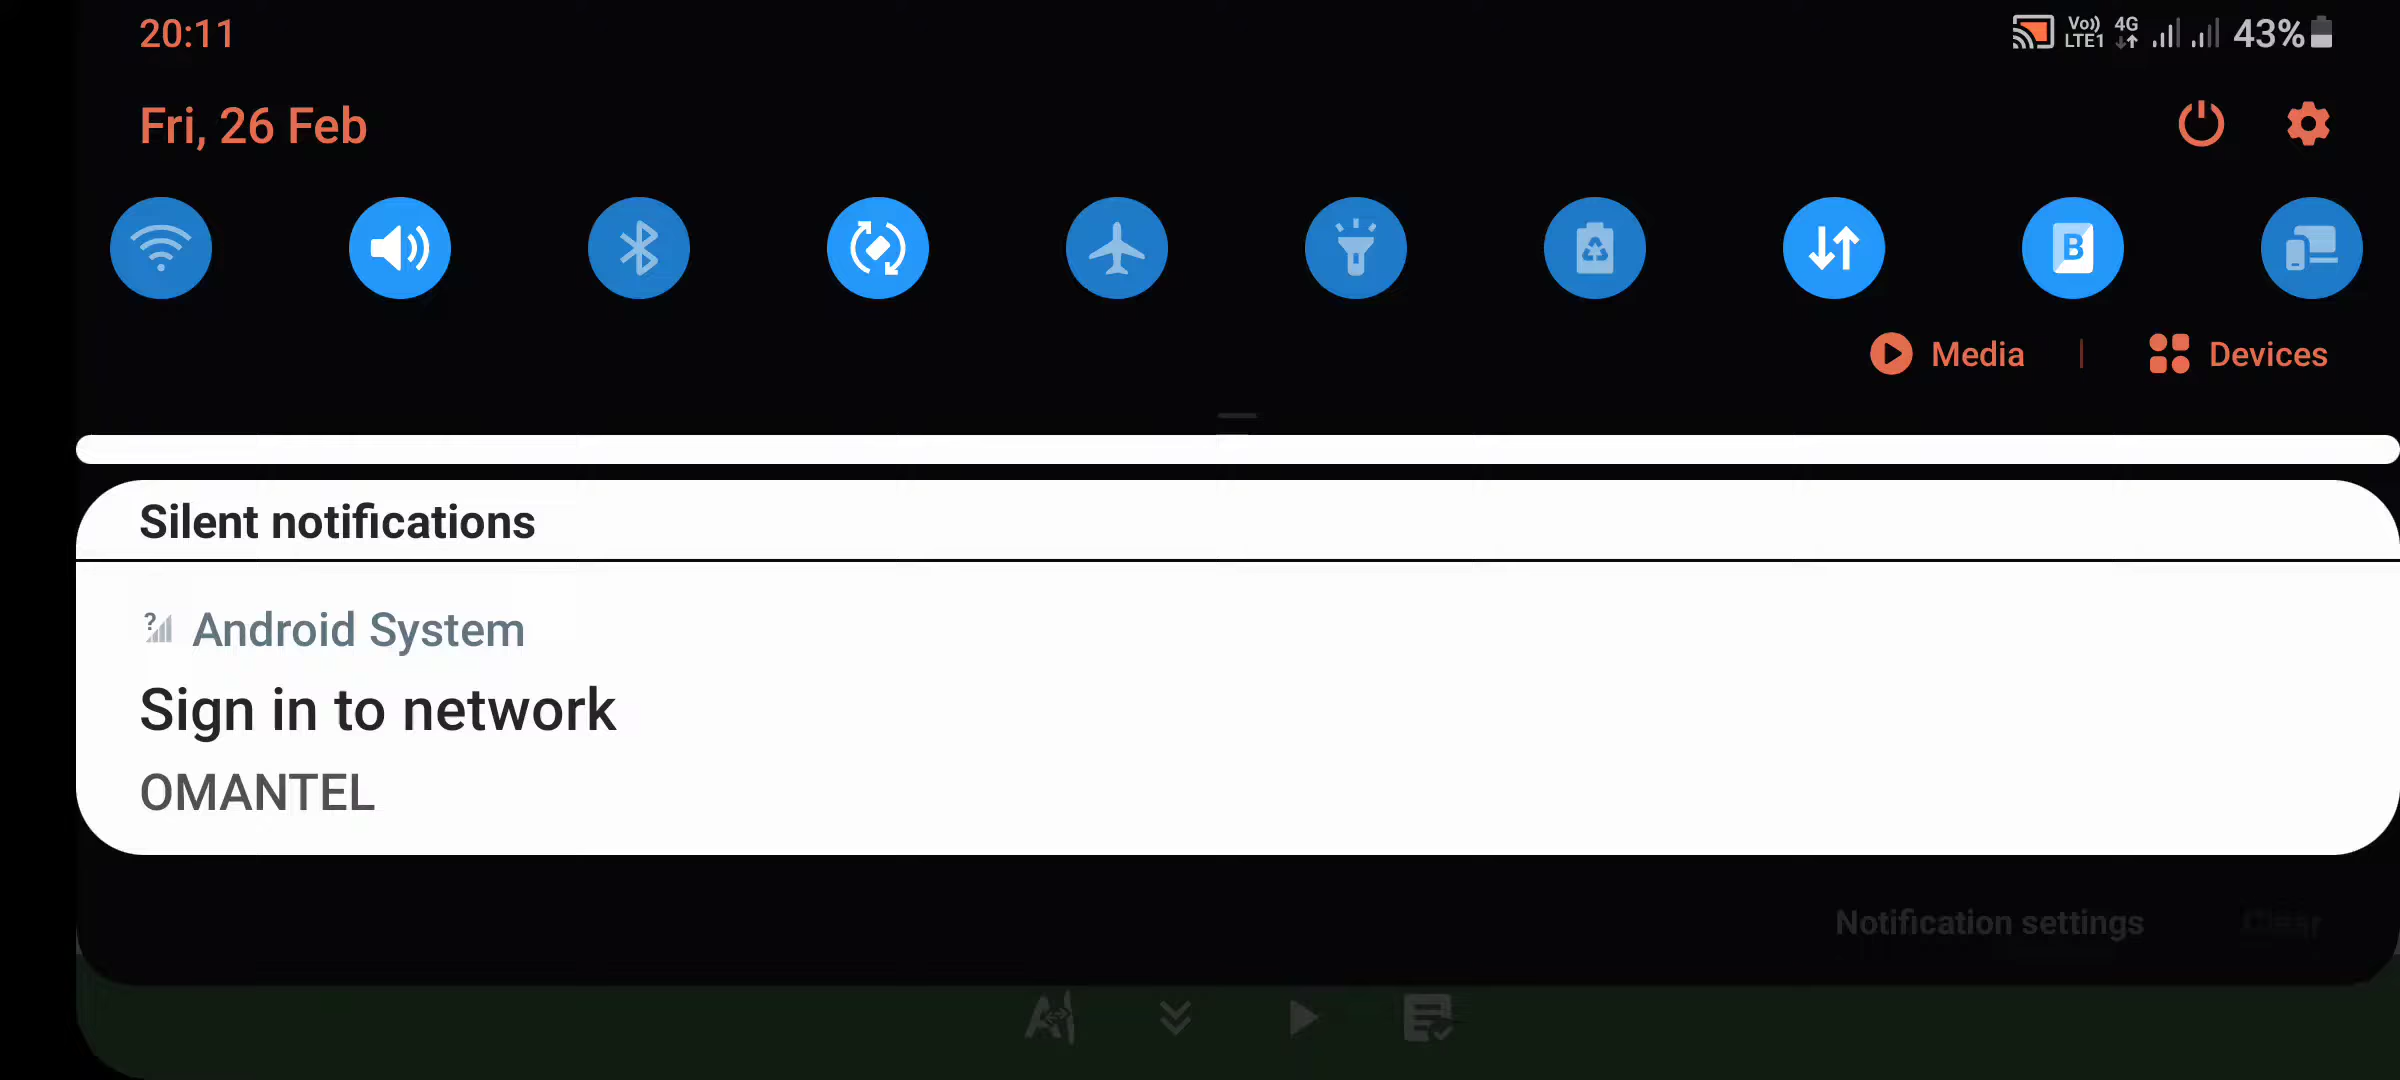 20:11
Vo)) LTE1 4G 43%
Fri, 26 Feb
B
Media | Devices
Silent notifications
Android System
Sign in to network
OMANTEL
Notification settings Clear